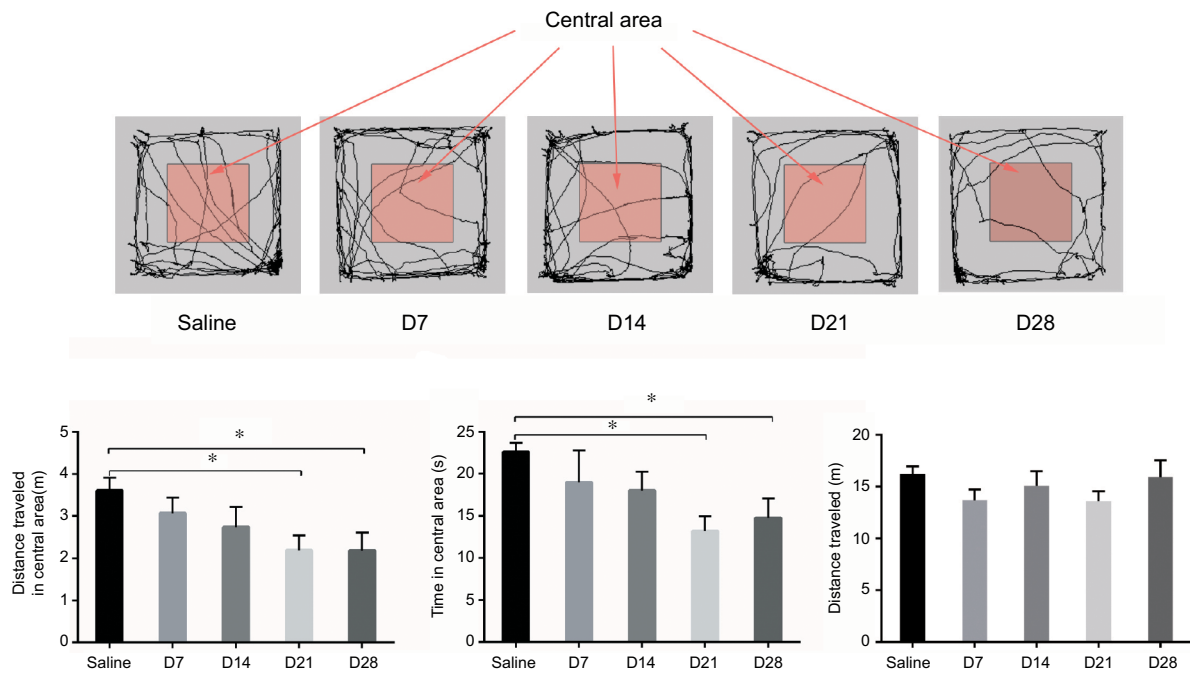 Central area
Saline D7 D14 D21 D28
Distance traveled
in central area(m)
5
4
3
2
1
0
* 
*
Saline D7 D14 D21 D28
Time in central area (s)
25
20
15
10
5
0
*
*
Saline D7 D14 D21 D28
Distance traveled (m)
20
15
10
5
0
Saline D7 D14 D21 D28